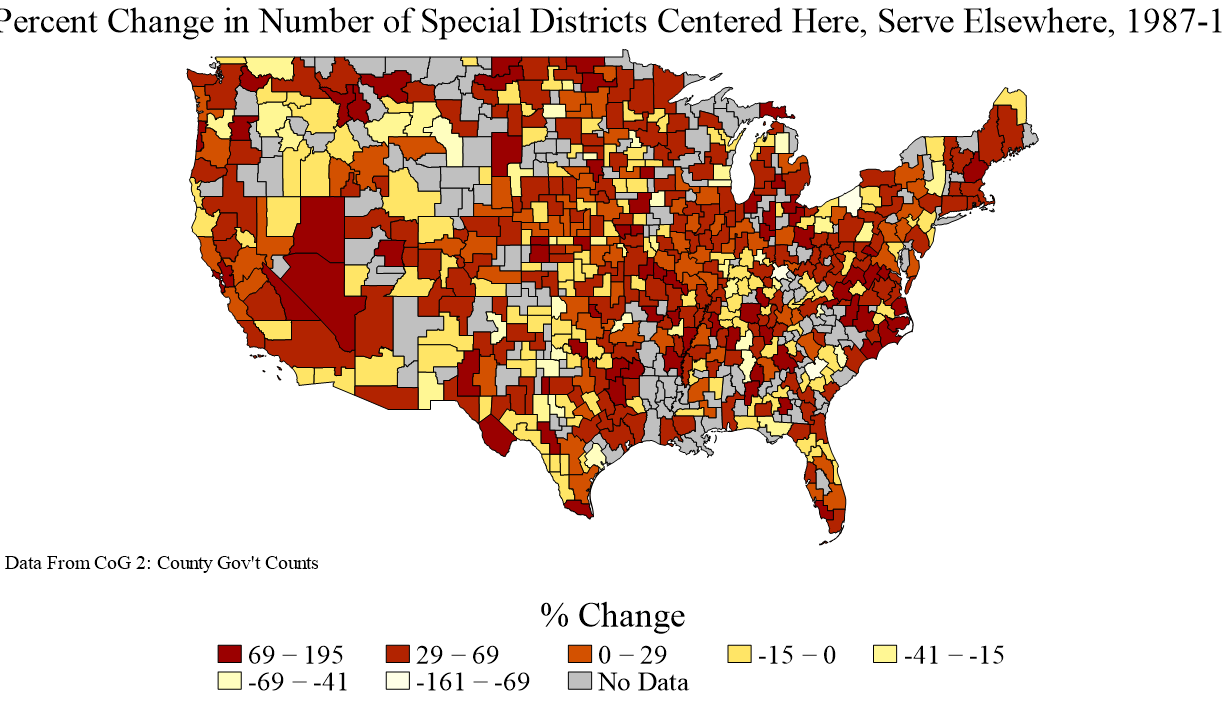 Percent Change in Number of Special Districts Centered Here, Serve Elsewhere, 1987-1
Data From CoG 2: County Gov't Counts
% Change
69 − 195 29 − 69 0 − 29 -15 − 0 -41 − -15
-69 − -41 -161 − -69 No Data